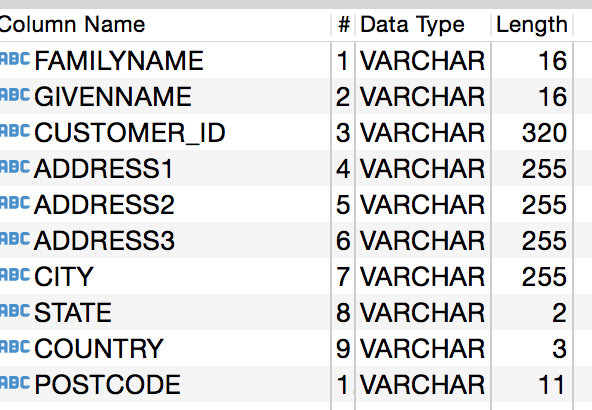 Column Name # Data Type Length
ABC FAMILYNAME 1 VARCHAR 16
ABC GIVENNAME 2 VARCHAR 16
ABC CUSTOMER_ID 3 VARCHAR 320
ABC ADDRESS1 4 VARCHAR 255
ABC ADDRESS2 5 VARCHAR 255
ABC ADDRESS3 6 VARCHAR 255
ABC CITY 7 VARCHAR 255
ABC STATE 8 VARCHAR 2
ABC COUNTRY 9 VARCHAR 3
ABC POSTCODE 1 VARCHAR 11